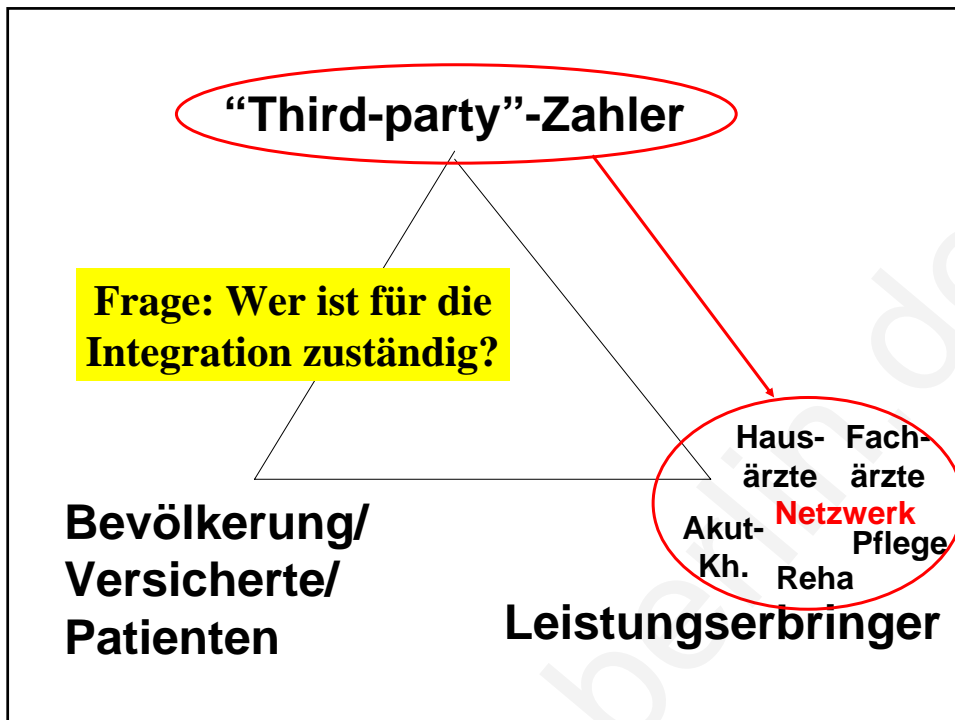 “Third-party”-Zahler
Frage: Wer ist für die
Integration zuständig?
Haus-
ärzte
Fach-
ärzte
Netzwerk
Akut-
Kh.
Pflege
Reha
Bevölkerung/
Versicherte/
Patienten
Leistungserbringer